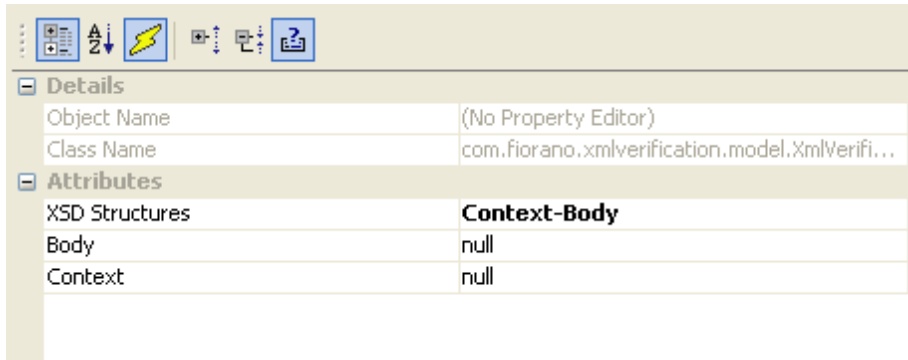 Details
Object Name (No Property Editor)
Class Name com.fiorano.xmlverification.model.XmlVerifi...
Attributes
XSD Structures Context-Body
Body null
Context null